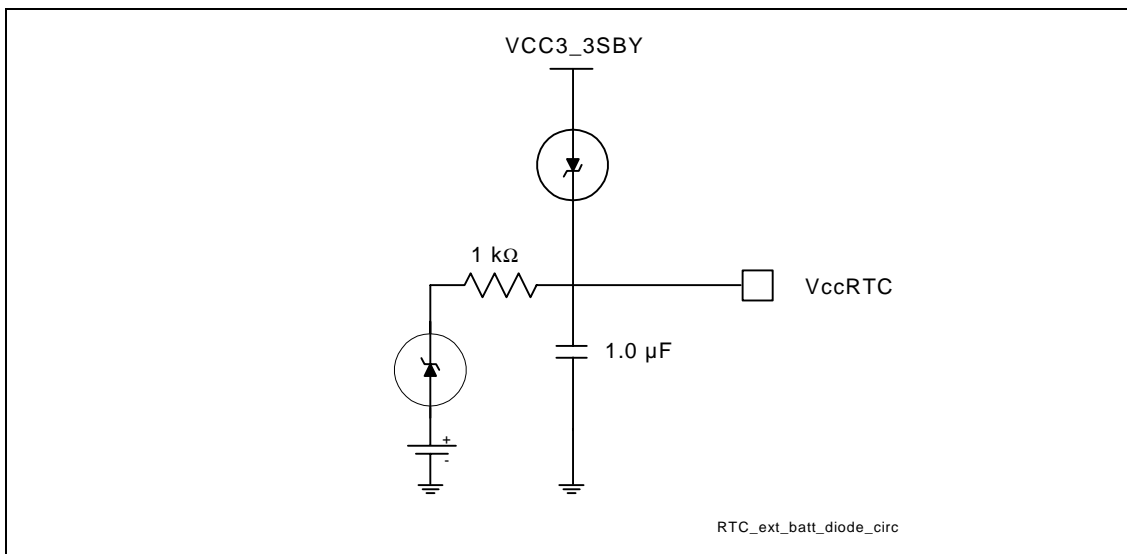 VCC3_3SBY
1 kΩ
VccRTC
1.0 µF
+
-
RTC_ext_batt_diode_circ